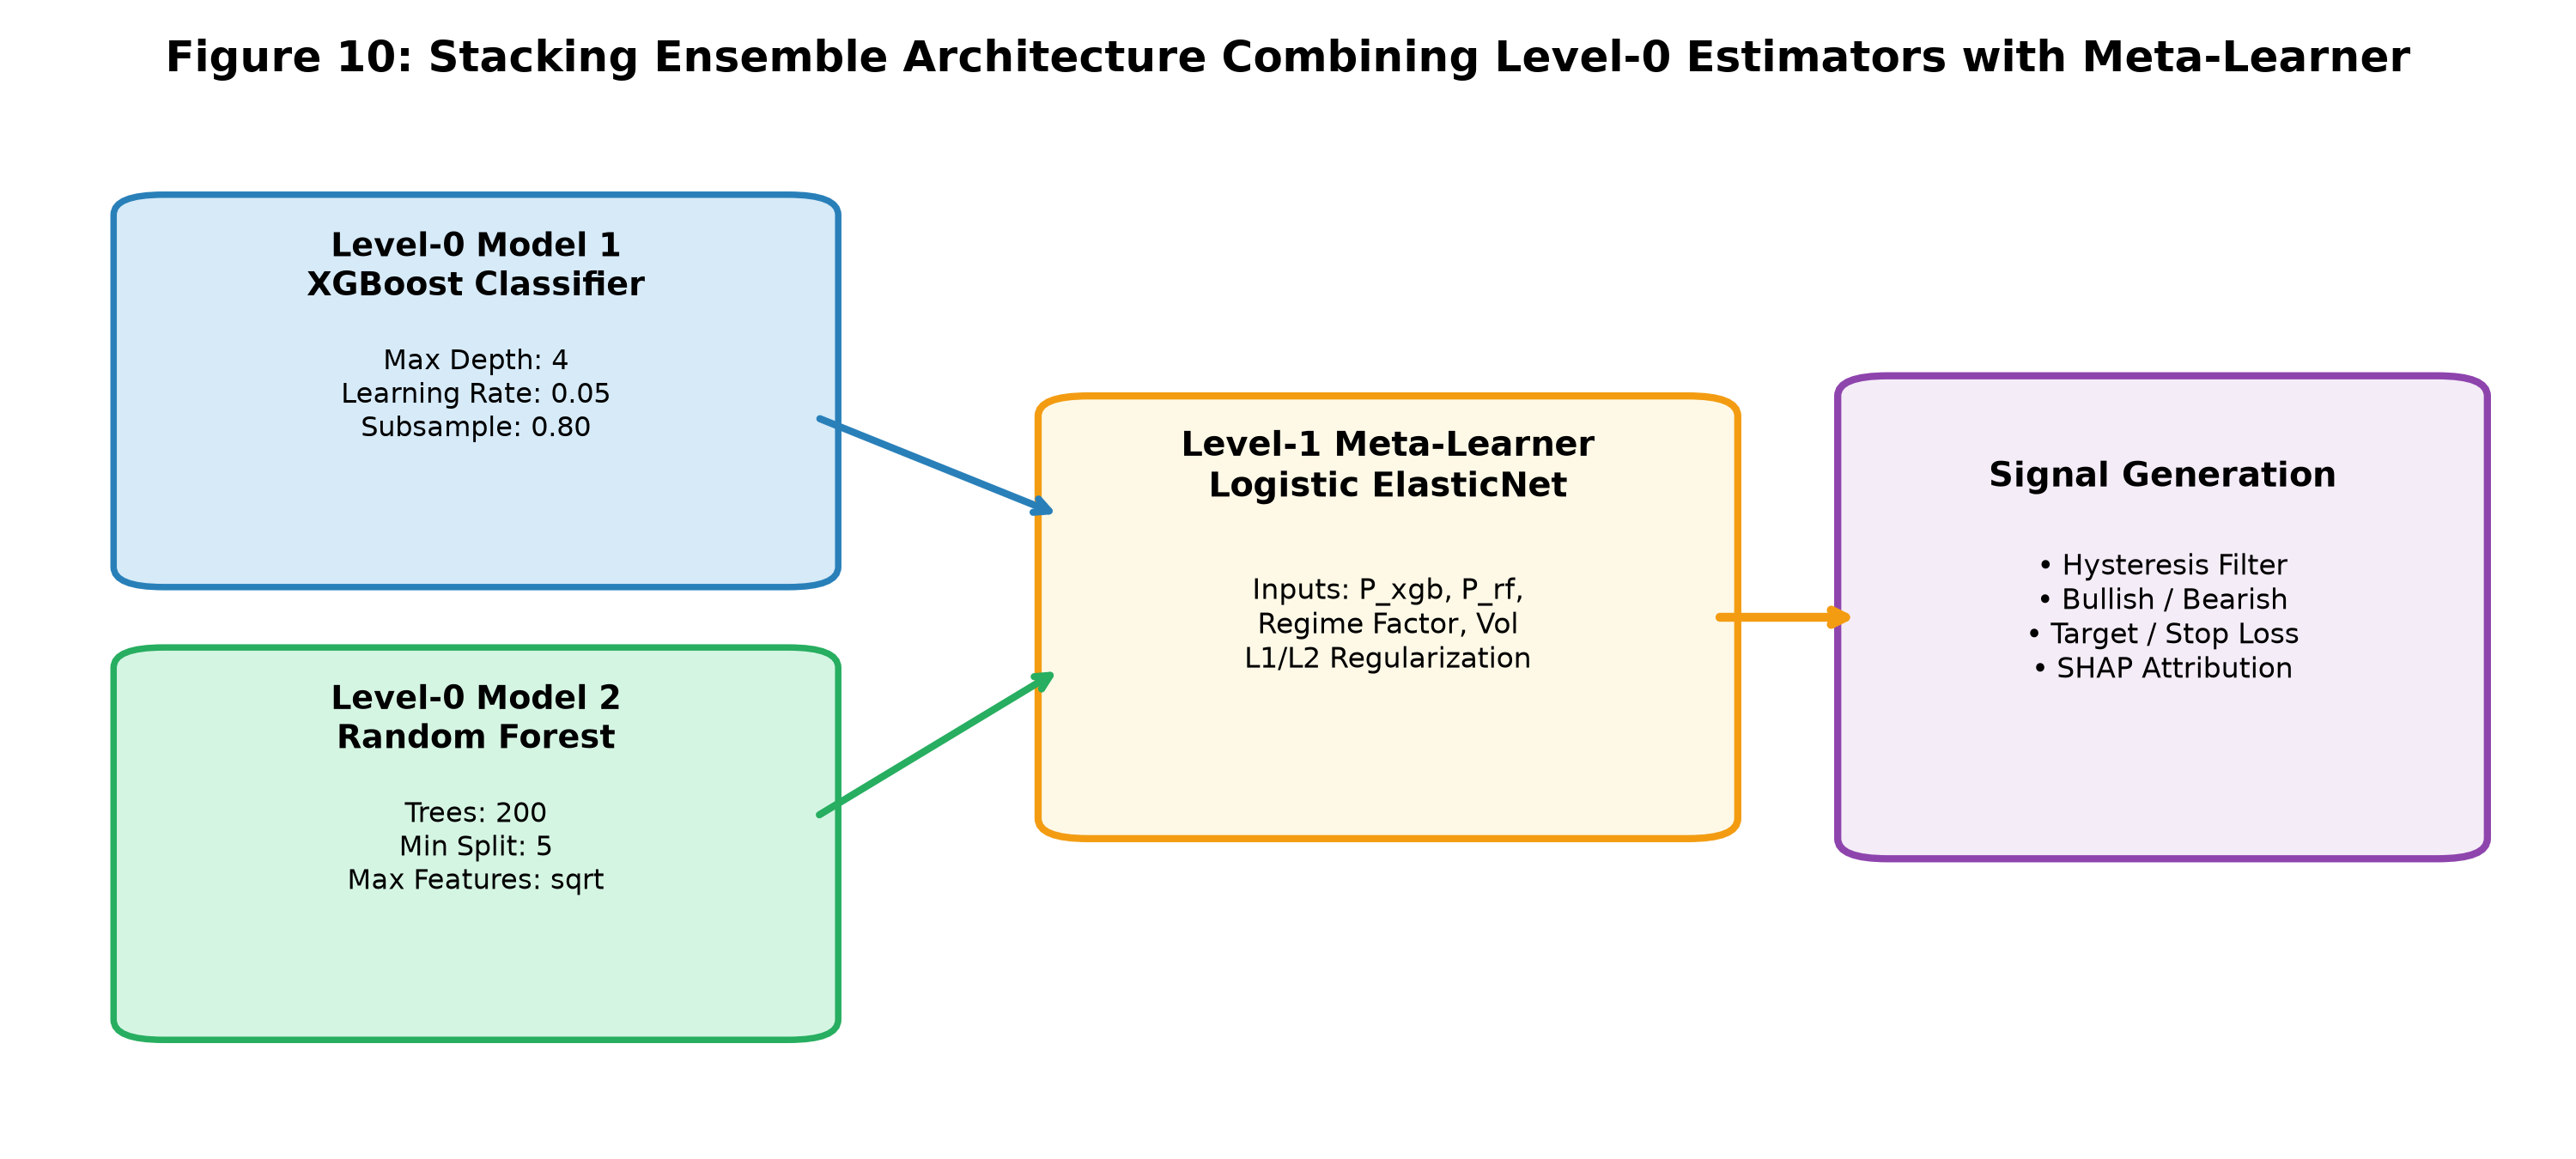 Figure 10: Stacking Ensemble Architecture Combining Level-0 Estimators with Meta-Learner
Level-0 Model 1
XGBoost Classifier
Max Depth: 4
Learning Rate: 0.05
Subsample: 0.80
Level-0 Model 2
Random Forest
Trees: 200
Min Split: 5
Max Features: sqrt
Level-1 Meta-Learner
Logistic ElasticNet
Inputs: P_xgb, P_rf,
Regime Factor, Vol
L1/L2 Regularization
Signal Generation
• Hysteresis Filter
• Bullish / Bearish
• Target / Stop Loss
• SHAP Attribution